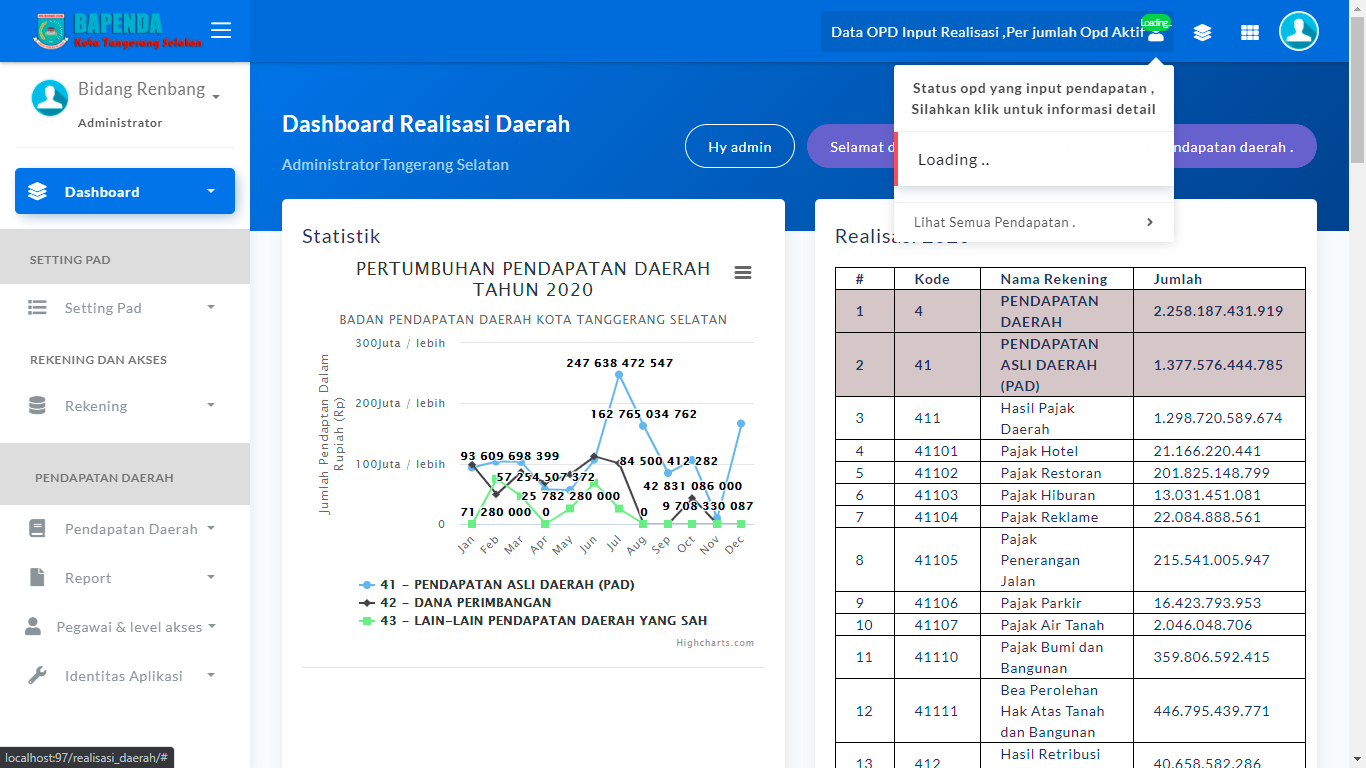 BAPENDA
Kota Tangerang Selatan
Data OPD Input Realisasi ,Per jumlah Opd Aktif
Loading..
Bidang Renbang
Administrator
Dashboard
SETTING PAD
Setting Pad
REKENING DAN AKSES
Rekening
PENDAPATAN DAERAH
Pendapatan Daerah
Report
Pegawai & level akses
Identitas Aplikasi
localhost:97/realisasi_daerah/#
Dashboard Realisasi Daerah
AdministratorTangerang Selatan
Hy admin
Selamat d
ndapatan daerah .
Status opd yang input pendapatan ,
Silahkan klik untuk informasi detail
Loading ..
Lihat Semua Pendapatan .
Statistik
PERTUMBUHAN PENDAPATAN DAERAH
TAHUN 2020
BADAN PENDAPATAN DAERAH KOTA TANGGERANG SELATAN
Jumlah Pendaptan Dalam
Rupiah (Rp)
300Juta / lebih
200Juta / lebih
100Juta / lebih
0
247 638 472 547
162 765 034 762
93 609 698 399
84 500 412 282
57 254 507 372
42 831 086 000
25 782 280 000
9 708 330 087
71 280 000
0
0
Jan
Feb
Mar
Apr
May
Jun
Jul
Aug
Sep
Oct
Nov
Dec
41 - PENDAPATAN ASLI DAERAH (PAD)
42 - DANA PERIMBANGAN
43 - LAIN-LAIN PENDAPATAN DAERAH YANG SAH
Highcharts.com
Realisasi 2020
# Kode Nama Rekening Jumlah
1 4 PENDAPATAN DAERAH 2.258.187.431.919
2 41 PENDAPATAN ASLI DAERAH (PAD) 1.377.576.444.785
3 411 Hasil Pajak Daerah 1.298.720.589.674
4 41101 Pajak Hotel 21.166.220.441
5 41102 Pajak Restoran 201.825.148.799
6 41103 Pajak Hiburan 13.031.451.081
7 41104 Pajak Reklame 22.084.888.561
8 41105 Pajak Penerangan Jalan 215.541.005.947
9 41106 Pajak Parkir 16.423.793.953
10 41107 Pajak Air Tanah 2.046.048.706
11 41110 Pajak Bumi dan Bangunan 359.806.592.415
12 41111 Bea Perolehan Hak Atas Tanah dan Bangunan 446.795.439.771
13 412 Hasil Retribusi 40.658.582.286